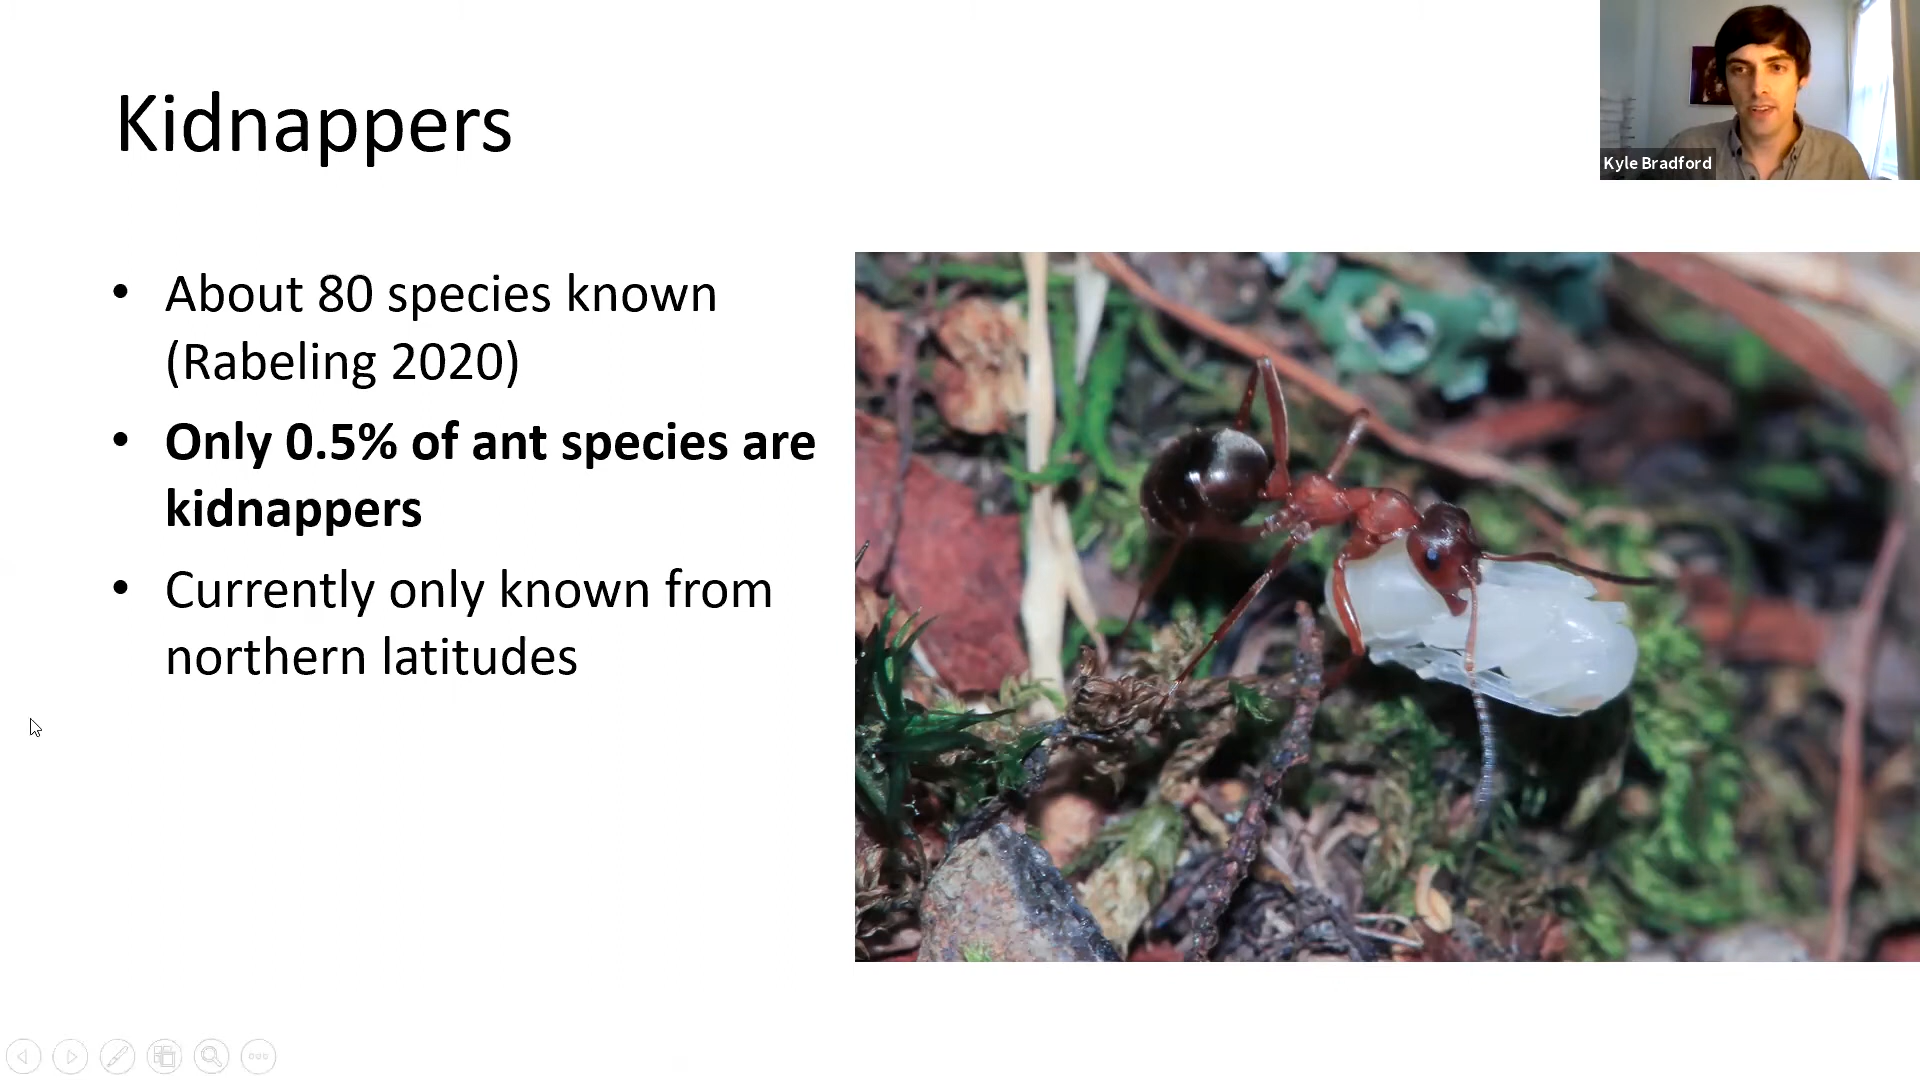 Kidnappers
Kyle Bradford
• About 80 species known
(Rabeling 2020)
• Only 0.5% of ant species are
kidnappers
• Currently only known from
northern latitudes